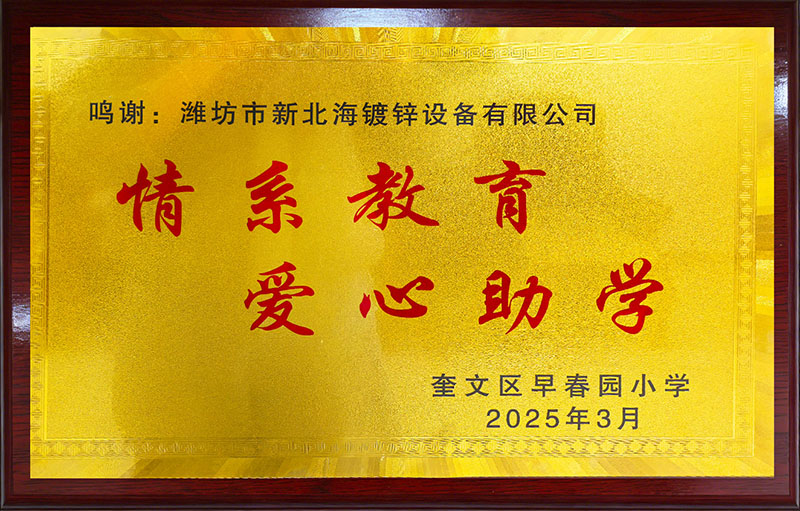 鸣谢：潍坊市新北海镀锌设备有限公司
情系教育
爱心助学
奎文区早春园小学
2025年3月